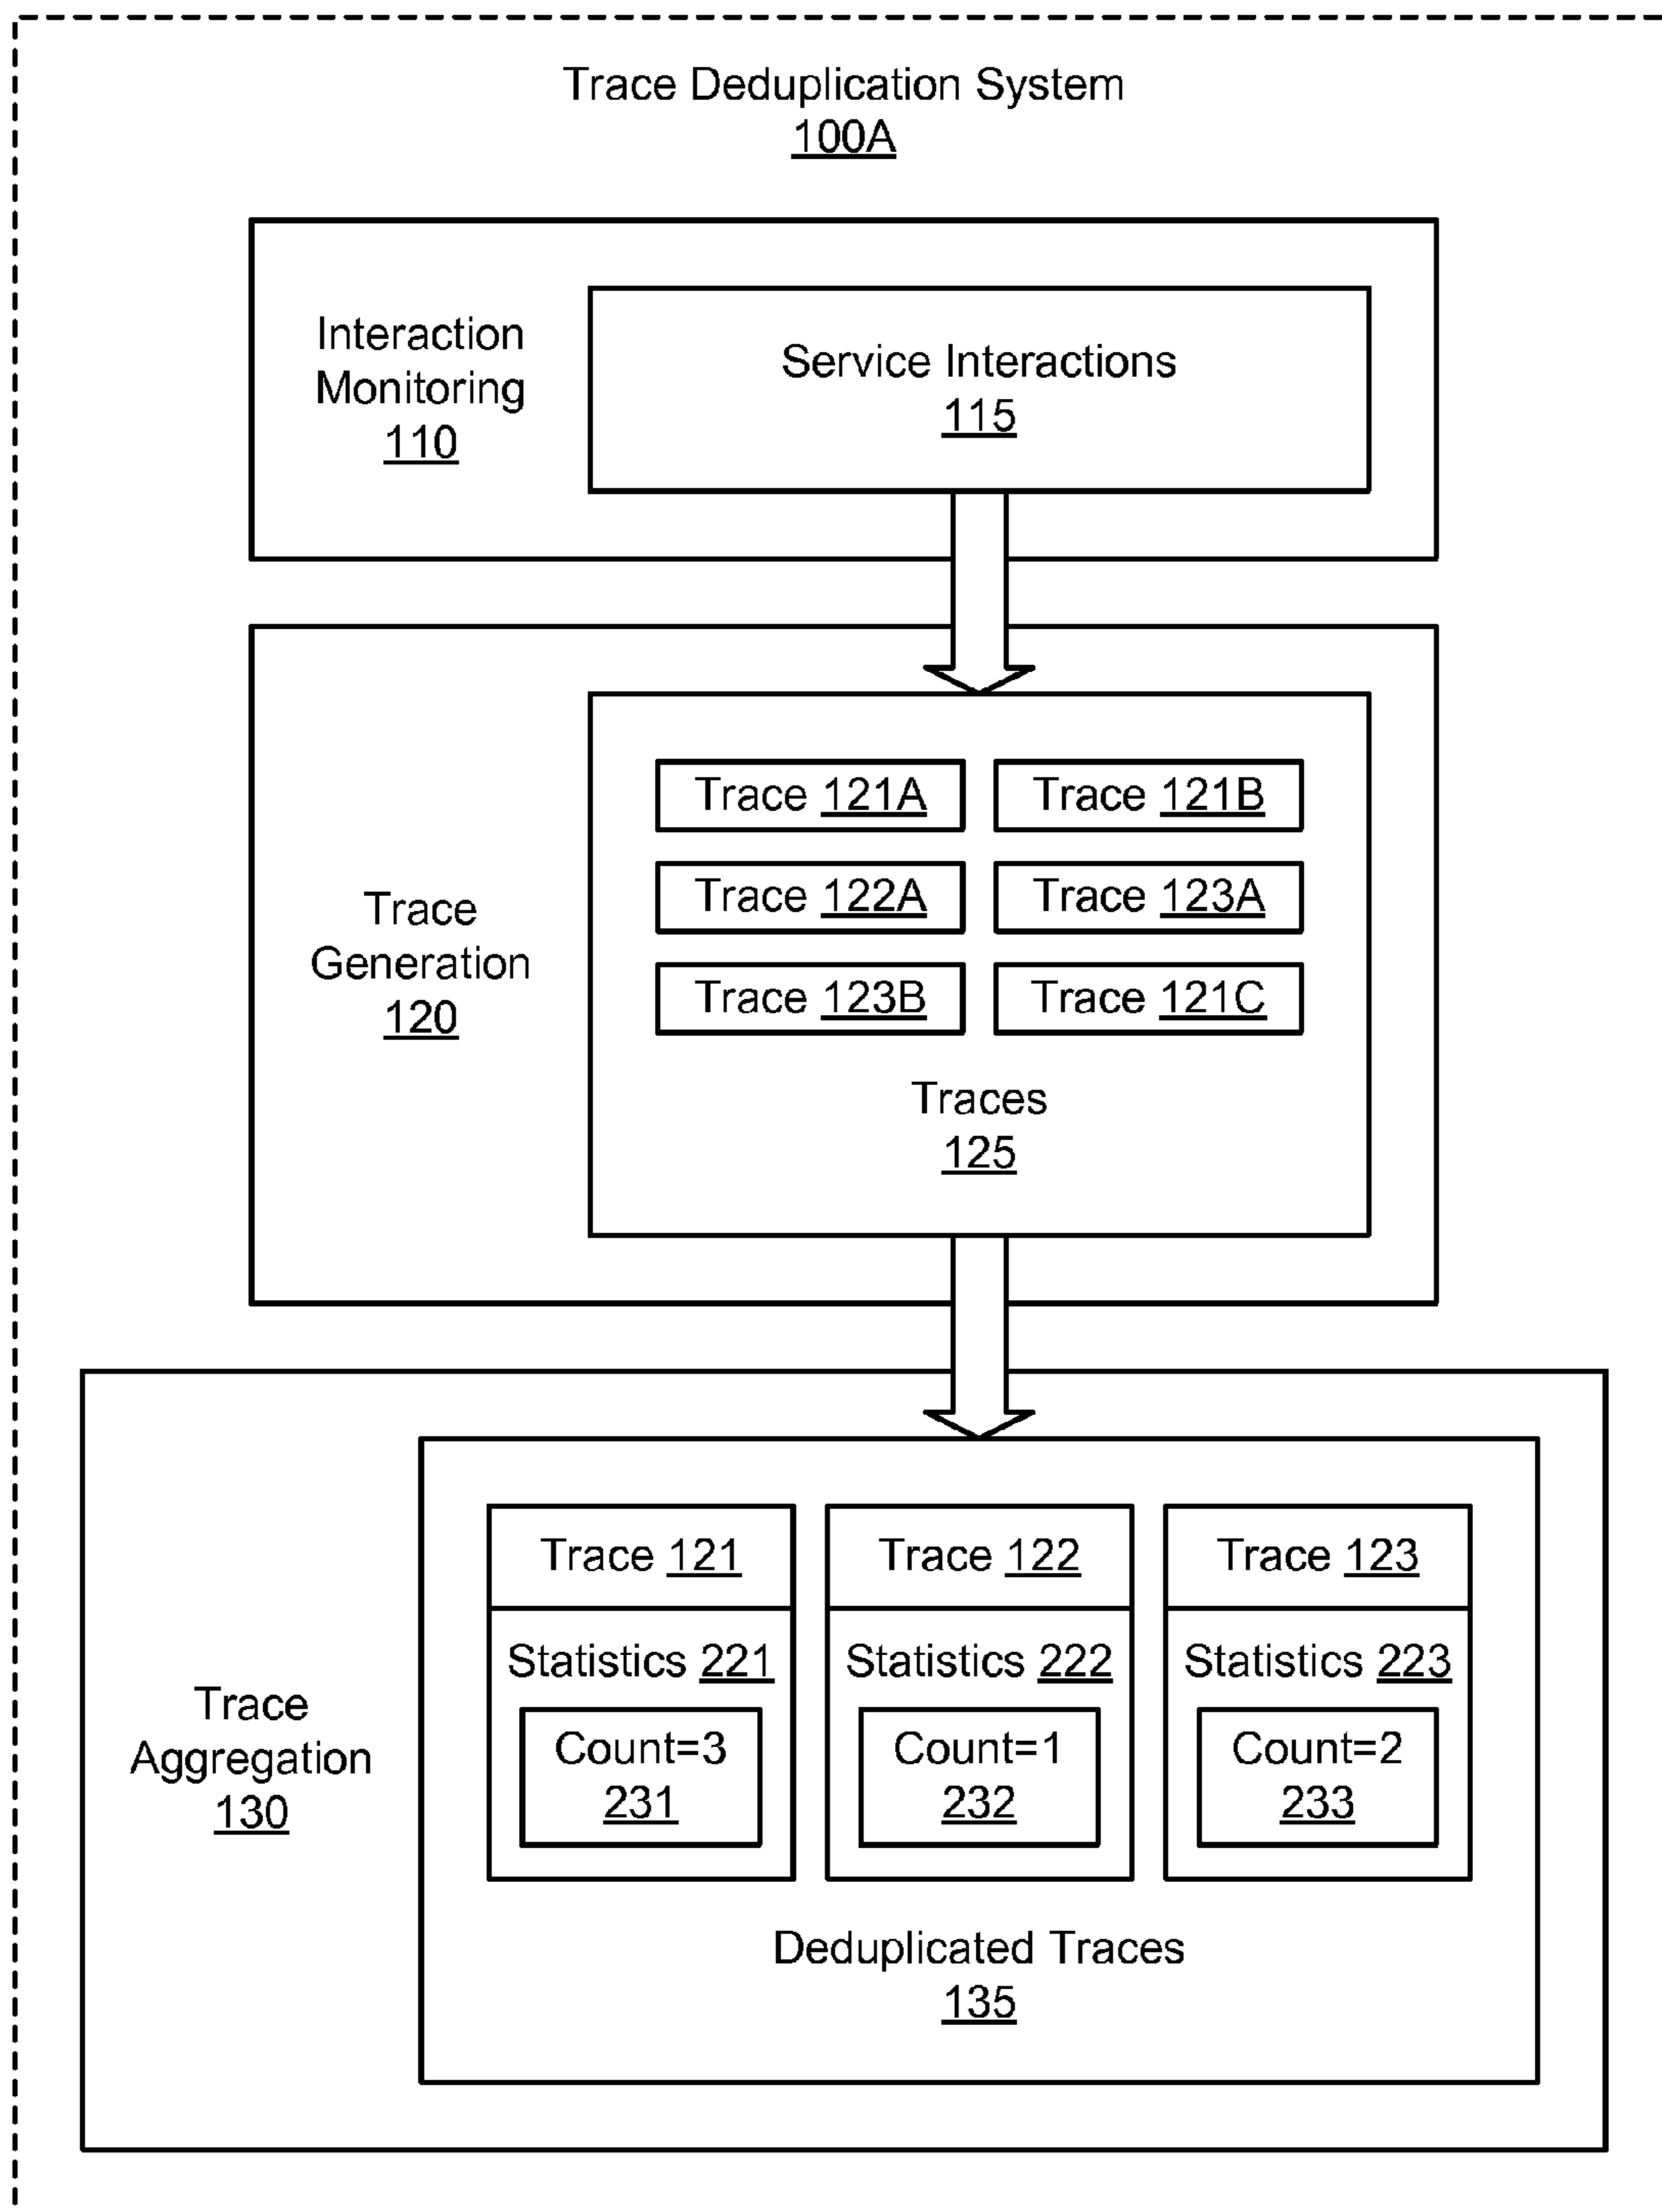 Trace Deduplication System
100A
Interaction
Monitoring
110
Service Interactions
115
Trace
Generation
120
Trace 121A
Trace 121B
Trace 122A
Trace 123A
Trace 123B
Trace 121C
Traces
125
Trace
Aggregation
130
Trace 121
Statistics 221
Count=3
231
Trace 122
Statistics 222
Count=1
232
Trace 123
Statistics 223
Count=2
233
Deduplicated Traces
135